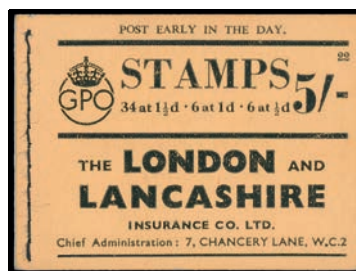 POST EARLY IN THE DAY.
GPO
STAMPS 5/-
34 at 1½d · 6 at 1d · 6 at ½d
THE LONDON AND
LANCASHIRE
INSURANCE CO. LTD.
Chief Administration : 7, CHANCERY LANE, W.C.2